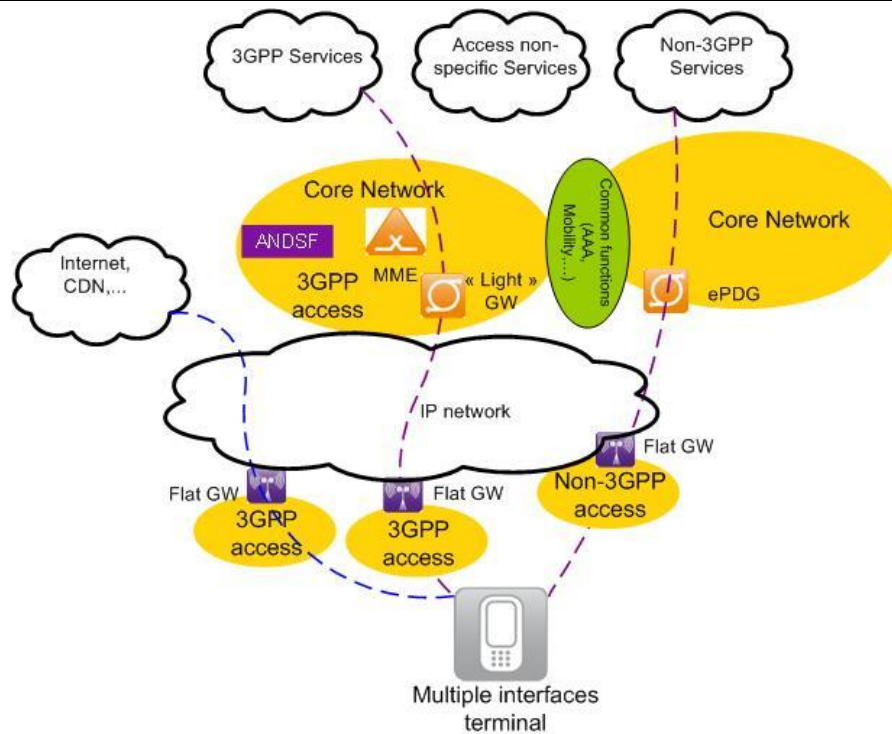 3GPP Services
Access non-
specific Services
Non-3GPP
Services
Core Network
ANDSF
MME
3GPP
access
« Light »
GW
Common functions
(AAA,
Mobility,...)
Core Network
ePDG
Internet,
CDN,...
IP network
Flat GW
3GPP
access
Flat GW
3GPP
access
Flat GW
Non-3GPP
access
Multiple interfaces
terminal